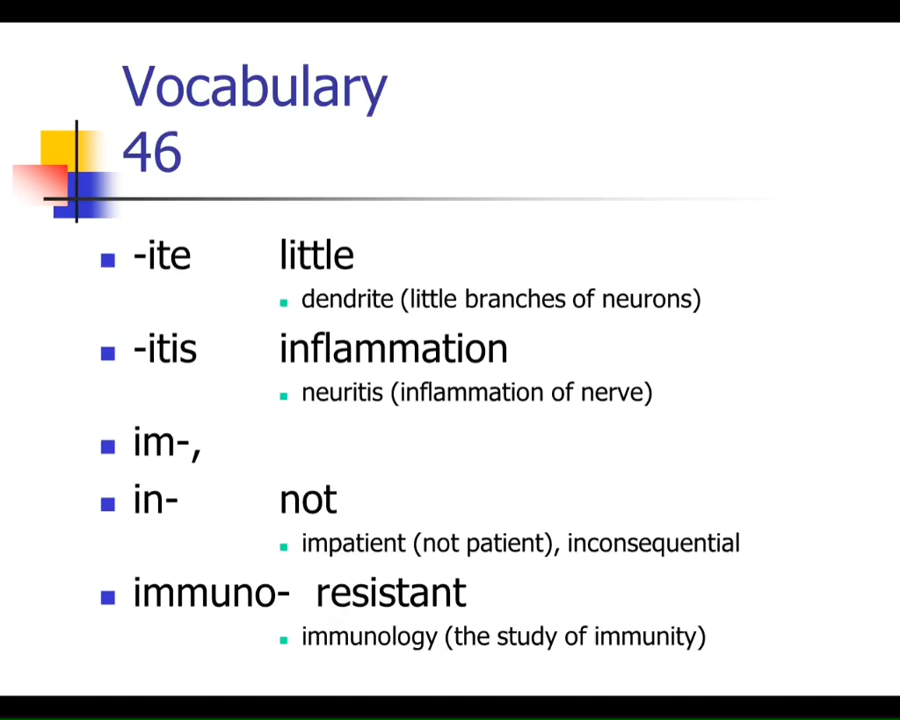 Vocabulary
46
-ite little
dendrite (little branches of neurons)
-itis inflammation
neuritis (inflammation of nerve)
im-,
in- not
impatient (not patient), inconsequential
immuno- resistant
immunology (the study of immunity)